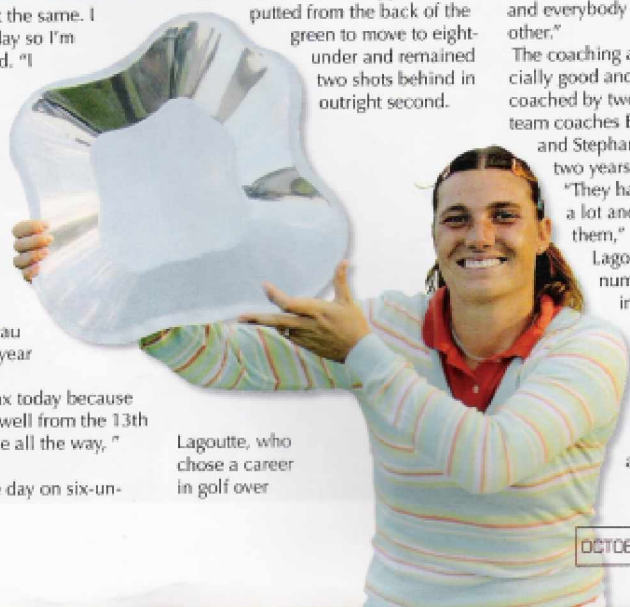 the same. I
day so I'm
d. "I
au
year
ax today because
well from the 13th
e all the way, "
day on six-un-
putted from the back of the
green to move to eight-
under and remained
two shots behind in
outright second.
Lagoutte, who
chose a career
in golf over
and everybody
other."
The coaching a
cially good and
coached by two
team coaches
and Stephan
two years
"They ha
a lot and
them,"
Lago
num
in
OCTOBE